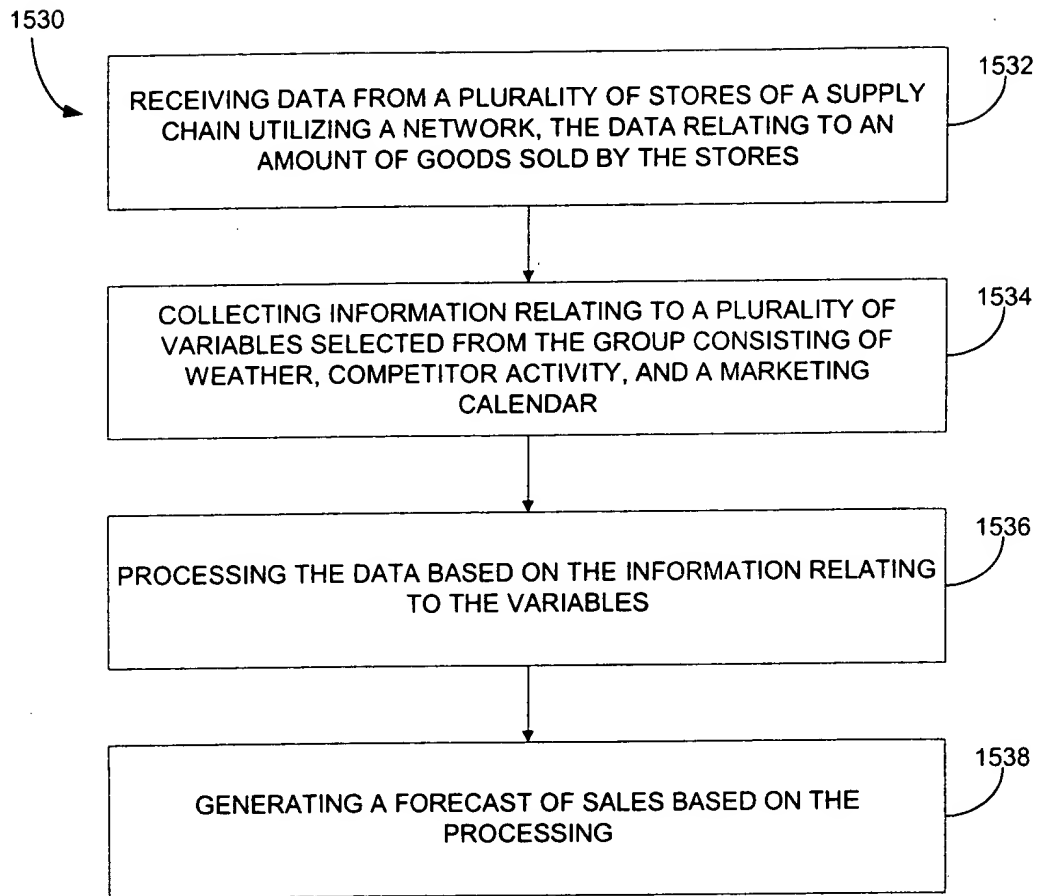 1530
1532
RECEIVING DATA FROM A PLURALITY OF STORES OF A SUPPLY
CHAIN UTILIZING A NETWORK, THE DATA RELATING TO AN
AMOUNT OF GOODS SOLD BY THE STORES
1534
COLLECTING INFORMATION RELATING TO A PLURALITY OF
VARIABLES SELECTED FROM THE GROUP CONSISTING OF
WEATHER, COMPETITOR ACTIVITY, AND A MARKETING
CALENDAR
1536
PROCESSING THE DATA BASED ON THE INFORMATION RELATING
TO THE VARIABLES
1538
GENERATING A FORECAST OF SALES BASED ON THE
PROCESSING